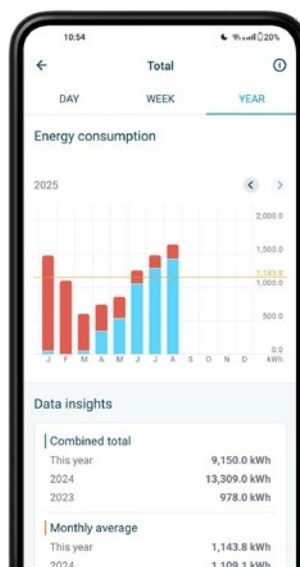 10:54
20%
Total
DAY WEEK YEAR
Energy consumption
2025
2,000.0
1,500.0
1,143.8
1,000.0
500.0
0.0
J F M A M J J A S O N D kWh
Data insights
Combined total
This year 9,150.0 kWh
2024 13,309.0 kWh
2023 978.0 kWh
Monthly average
This year 1,143.8 kWh
2024 1,109.1 kWh